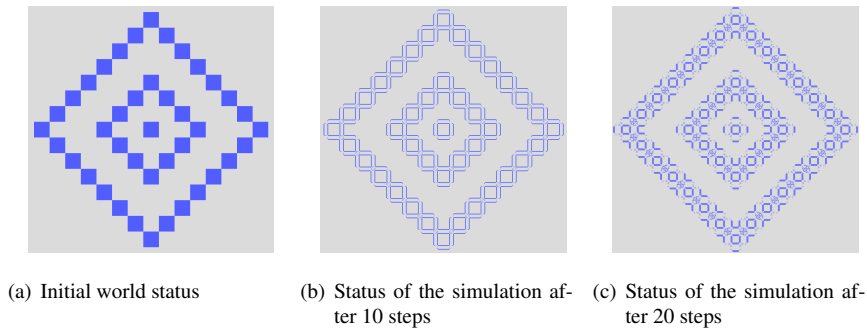 (a) Initial world status
(b) Status of the simulation af-
ter 10 steps
(c) Status of the simulation af-
ter 20 steps